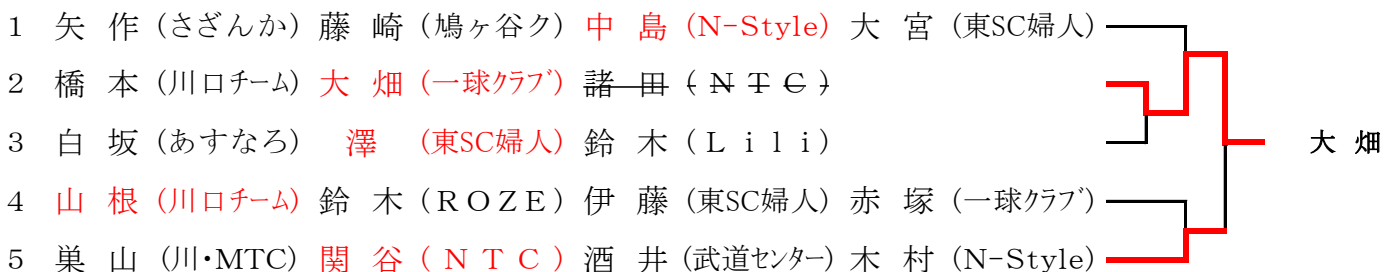 1 矢 作 (さざんか) 藤 崎 (鳩ヶ谷ク) 中 島 (N-Style) 大 宮 (東SC婦人)
2 橋 本 (川口チーム) 大 畑 (一球クラブ) 諸 田 (NTC)
3 白 坂 (あすなろ) 澤 (東SC婦人) 鈴 木 (Lili)
大 畑
4 山 根 (川口チーム) 鈴 木 (ROZE) 伊 藤 (東SC婦人) 赤 塚 (一球クラブ)
5 巣 山 (川・MTC) 関 谷 (NTC) 酒 井 (武道センター) 木 村 (N-Style)